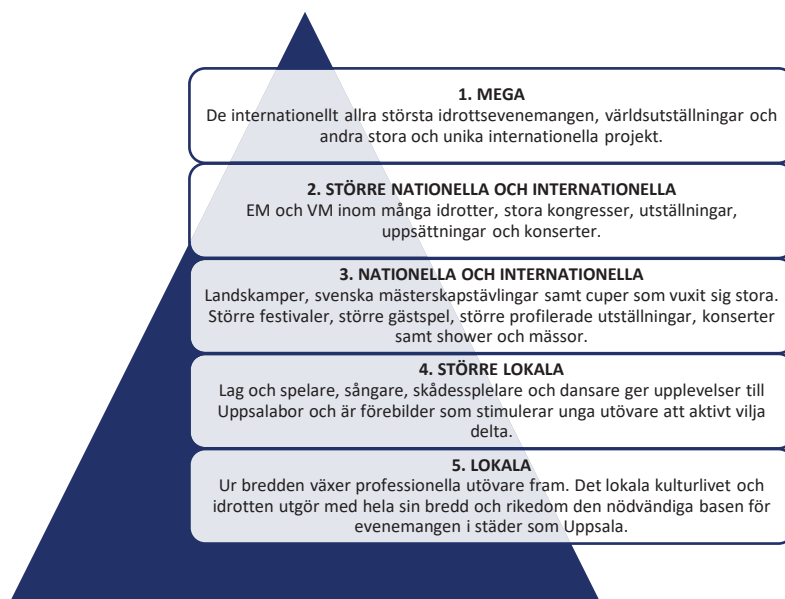 1. MEGA
De internationellt allra största idrottsevenemangen, världsutställningar och
andra stora och unika internationella projekt.
2. STÖRRE NATIONELLA OCH INTERNATIONELLA
EM och VM inom många idrotter, stora kongresser, utställningar,
uppsättningar och konserter.
3. NATIONELLA OCH INTERNATIONELLA
Landskamper, svenska mästerskapstävlingar samt cuper som vuxit sig stora.
Större festivaler, större gästspel, större profilerade utställningar, konserter
samt shower och mässor.
4. STÖRRE LOKALA
Lag och spelare, sångare, skådessplelare och dansare ger upplevelser till
Uppsalabor och är förebilder som stimulerar unga utövare att aktivt vilja
delta.
5. LOKALA
Ur bredden växer professionella utövare fram. Det lokala kulturlivet och
idrotten utgör med hela sin bredd och rikedom den nödvändiga basen för
evenemangen i städer som Uppsala.